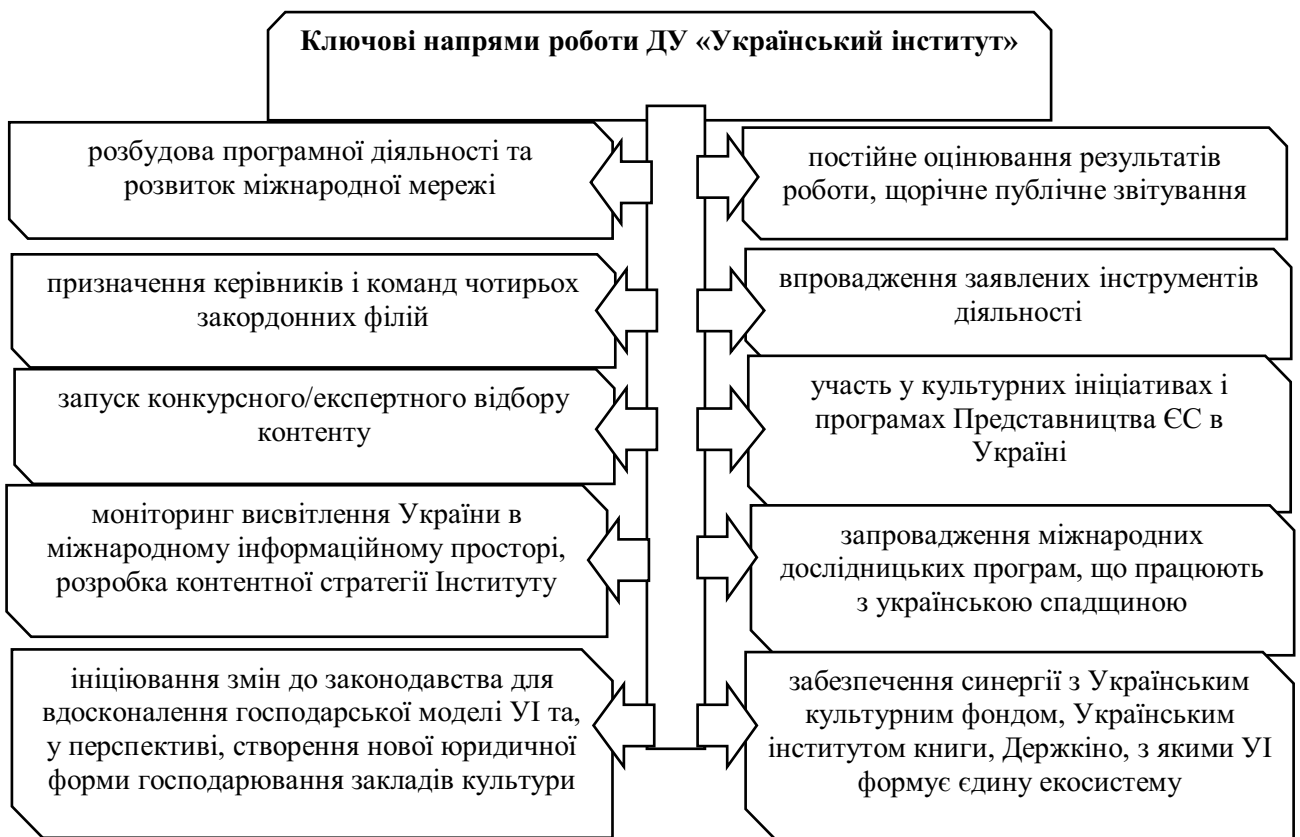 Ключові напрями роботи ДУ «Український інститут»
розбудова програмної діяльності та
розвиток міжнародної мережі
постійне оцінювання результатів
роботи, щорічне публічне звітування
призначення керівників і команд чотирьох
закордонних філій
впровадження заявлених інструментів
діяльності
запуск конкурсного/експертного відбору
контенту
участь у культурних ініціативах і
програмах Представництва ЄС в
Україні
моніторинг висвітлення України в
міжнародному інформаційному просторі,
розробка контентної стратегії Інституту
запровадження міжнародних
дослідницьких програм, що працюють
з українською спадщиною
ініціювання змін до законодавства для
вдосконалення господарської моделі УІ та,
у перспективі, створення нової юридичної
форми господарювання закладів культури
забезпечення синергії з Українським
культурним фондом, Українським
інститутом книги, Держкіно, з якими УІ
формує єдину екосистему